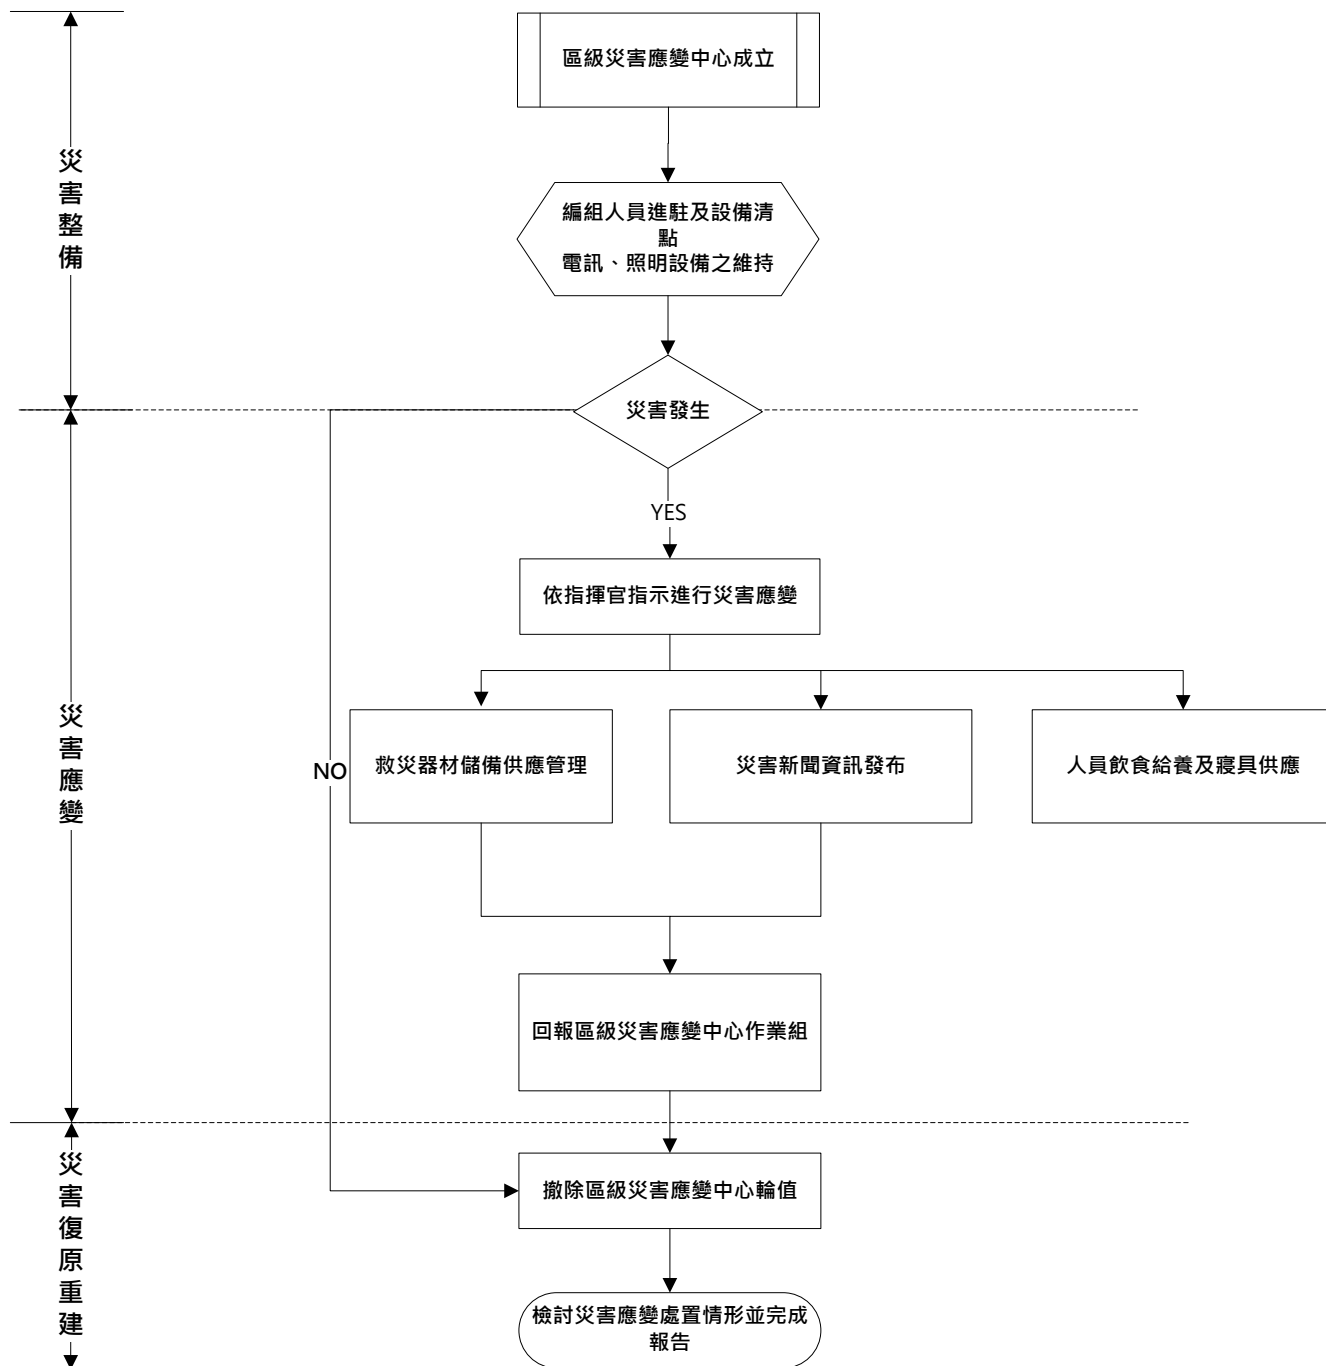 區級災害應變中心成立
災害整備
編組人員進駐及設備清
點
電訊、照明設備之維持
災害發生
YES
依指揮官指示進行災害應變
災害應變
NO
救災器材儲備供應管理
災害新聞資訊發布
人員飲食給養及寢具供應
回報區級災害應變中心作業組
災害復原重建
撤除區級災害應變中心輪值
檢討災害應變處置情形並完成
報告